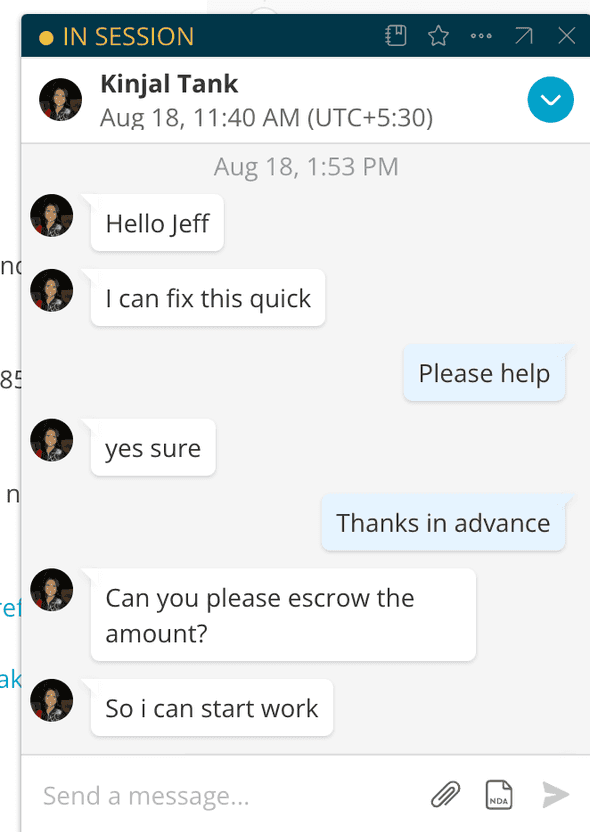 IN SESSION
Kinjal Tank
Aug 18, 11:40 AM (UTC+5:30)
Aug 18, 1:53 PM
Hello Jeff
I can fix this quick
Please help
85
yes sure
n
Thanks in advance
Can you please escrow the
amount?
So i can start work
Send a message...
NDA